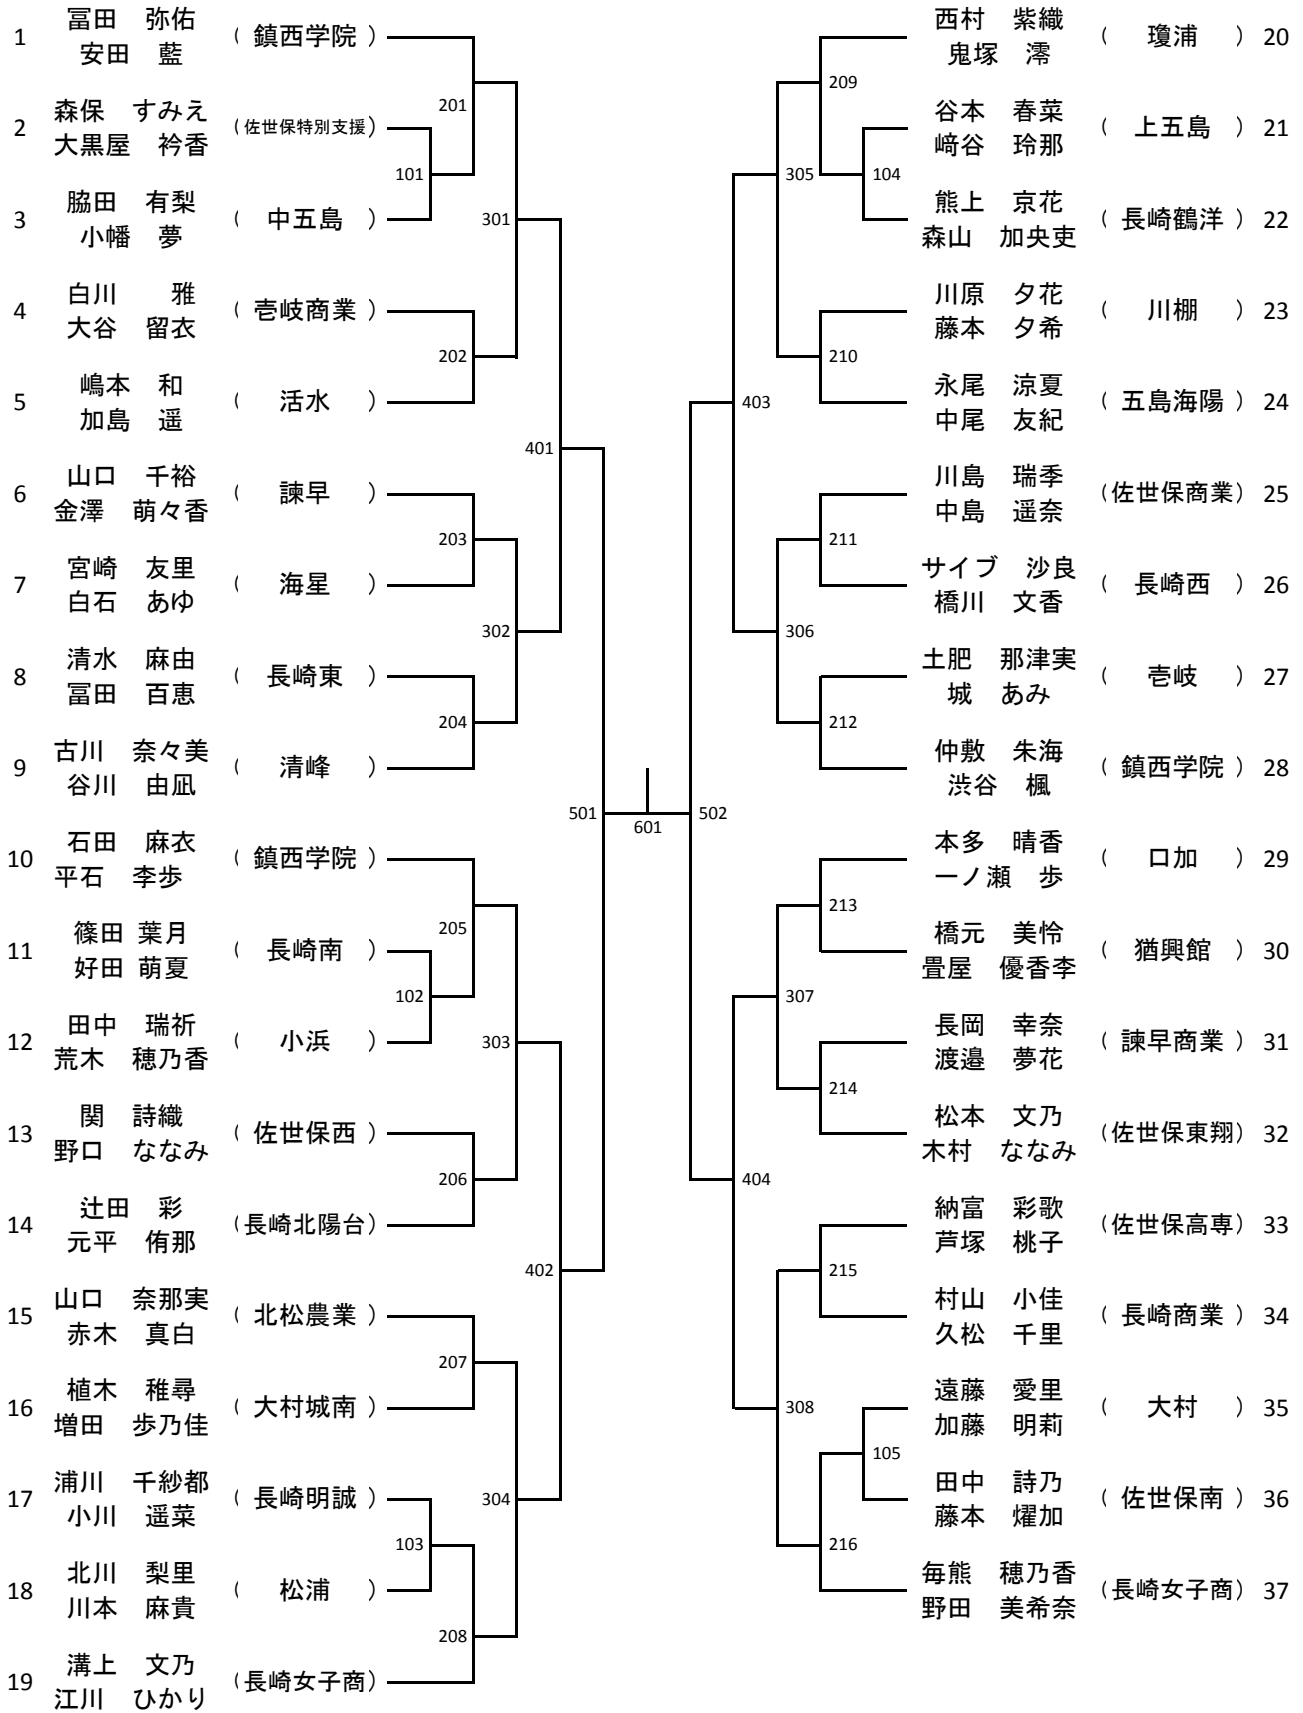 1 冨田 弥佑 ( 鎮西学院 )
安田 藍
2 森保 すみえ ( 佐世保特別支援 )
大黒屋 衿香
3 脇田 有梨 ( 中五島 )
小幡 夢
4 白川 雅 ( 壱岐商業 )
大谷 留衣
5 嶋本 和 ( 活水 )
加島 遥
6 山口 千裕 ( 諫早 )
金澤 萌々香
7 宮崎 友里 ( 海星 )
白石 あゆ
8 清水 麻由 ( 長崎東 )
冨田 百恵
9 古川 奈々美 ( 清峰 )
谷川 由凪
10 石田 麻衣 ( 鎮西学院 )
平石 李歩
11 篠田 葉月 ( 長崎南 )
好田 萌夏
12 田中 瑞祈 ( 小浜 )
荒木 穂乃香
13 関 詩織 ( 佐世保西 )
野口 ななみ
14 辻田 彩 ( 長崎北陽台 )
元平 侑那
15 山口 奈那実 ( 北松農業 )
赤木 真白
16 植木 稚尋 ( 大村城南 )
増田 歩乃佳
17 浦川 千紗都 ( 長崎明誠 )
小川 遥菜
18 北川 梨里 ( 松浦 )
川本 麻貴
19 溝上 文乃 ( 長崎女子商 )
江川 ひかり
101
102
103
201
202
203
204
205
206
207
208
301
302
303
304
401
402
501
601
502
403
404
305
306
307
308
209
210
211
212
213
214
215
216
104
105
西村 紫織 ( 瓊浦 ) 20
鬼塚 澪
谷本 春菜 ( 上五島 ) 21
﨑谷 玲那
熊上 京花 ( 長崎鶴洋 ) 22
森山 加央吏
川原 夕花 ( 川棚 ) 23
藤本 夕希
永尾 涼夏 ( 五島海陽 ) 24
中尾 友紀
川島 瑞季 ( 佐世保商業 ) 25
中島 遥奈
サイブ 沙良 ( 長崎西 ) 26
橋川 文香
土肥 那津実 ( 壱岐 ) 27
城 あみ
仲敷 朱海 ( 鎮西学院 ) 28
渋谷 楓
本多 晴香 ( 口加 ) 29
一ノ瀬 歩
橋元 美怜 ( 猶興館 ) 30
畳屋 優香李
長岡 幸奈 ( 諫早商業 ) 31
渡邉 夢花
松本 文乃 ( 佐世保東翔 ) 32
木村 ななみ
納富 彩歌 ( 佐世保高専 ) 33
芦塚 桃子
村山 小佳 ( 長崎商業 ) 34
久松 千里
遠藤 愛里 ( 大村 ) 35
加藤 明莉
田中 詩乃 ( 佐世保南 ) 36
藤本 燿加
毎熊 穂乃香 ( 長崎女子商 ) 37
野田 美希奈